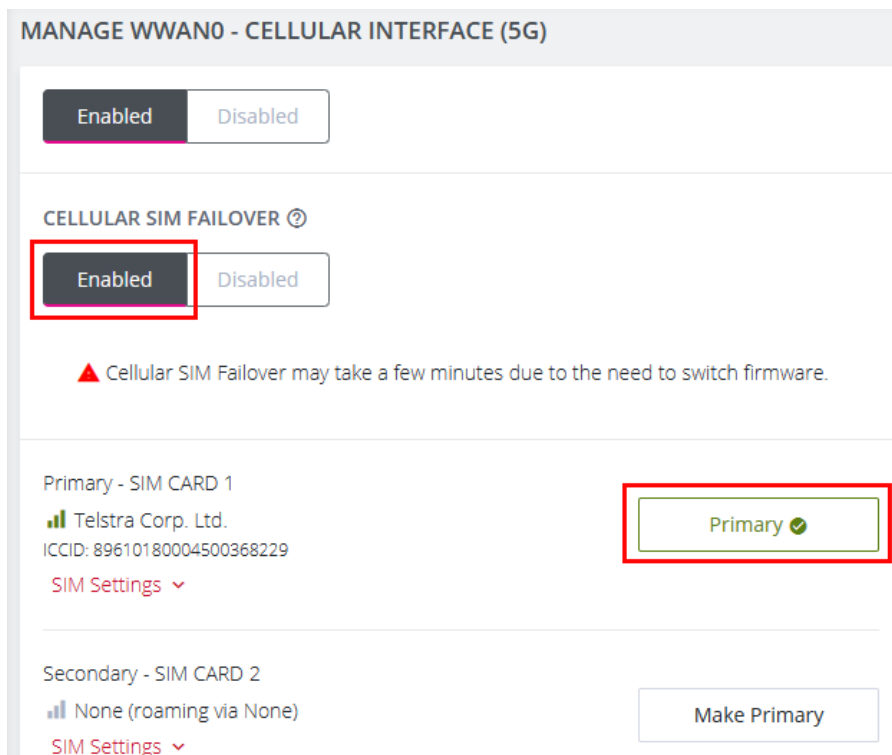 MANAGE WWAN0 - CELLULAR INTERFACE (5G)
Enabled Disabled
CELLULAR SIM FAILOVER ?
Enabled Disabled
Cellular SIM Failover may take a few minutes due to the need to switch firmware.
Primary - SIM CARD 1
Telstra Corp. Ltd.
Primary
ICCID: 89610180004500368229
SIM Settings
Secondary - SIM CARD 2
None (roaming via None)
Make Primary
SIM Settings